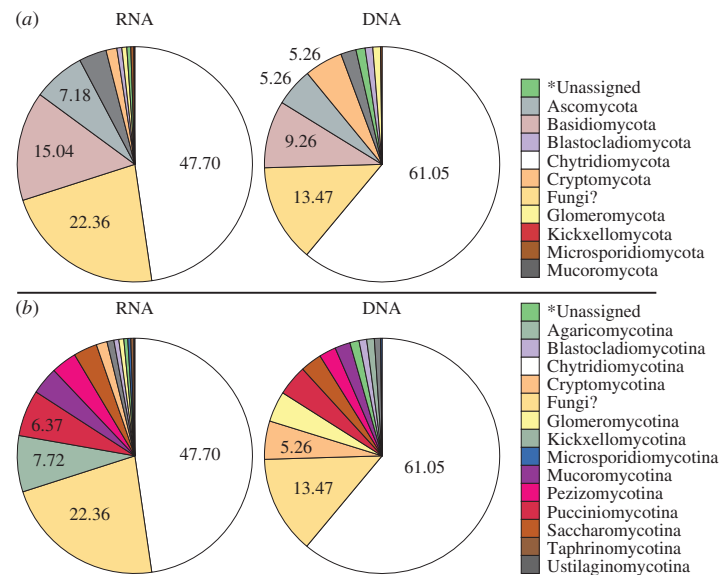 (a)
RNA
DNA
7.18
15.04
22.36
47.70
5.26
5.26
9.26
13.47
61.05
*Unassigned
Ascomycota
Basidiomycota
Blastocladiomycota
Chytridiomycota
Cryptomycota
Fungi?
Glomeromycota
Kickxellomycota
Microsporidiomycota
Mucoromycota
(b)
RNA
DNA
6.37
7.72
22.36
47.70
5.26
13.47
61.05
*Unassigned
Agaricomycotina
Blastocladiomycotina
Chytridiomycotina
Cryptomycotina
Fungi?
Glomeromycotina
Kickxellomycotina
Microsporidiomycotina
Mucoromycotina
Pezizomycotina
Pucciniomycotina
Saccharomycotina
Taphrinomycotina
Ustilaginomycotina